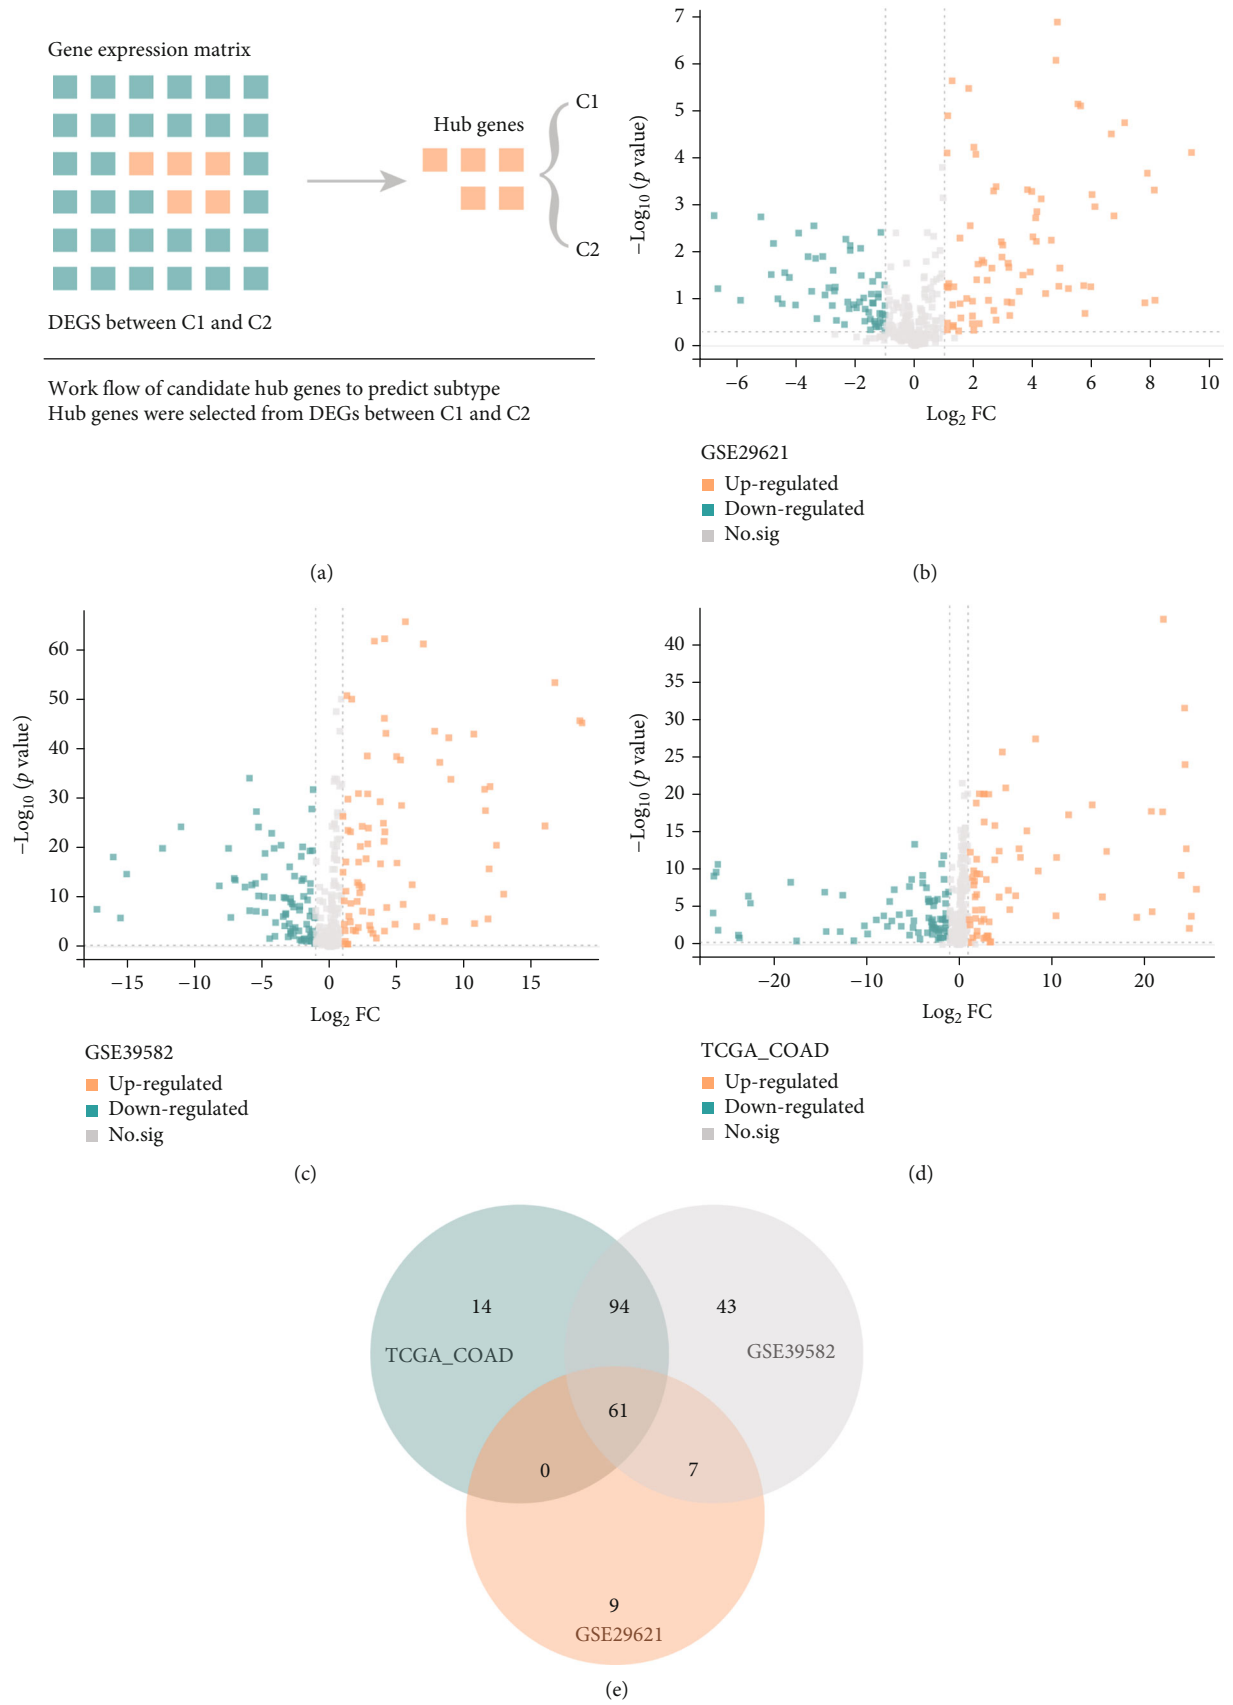 Gene expression matrix
Hub genes
C1
C2
DEGS between C1 and C2
Work flow of candidate hub genes to predict subtype
Hub genes were selected from DEGs between C1 and C2
(a)
7
6
5
4
3
2
1
0
−Log10 (p value)
−6 −4 −2 0 2 4 6 8 10
Log2 FC
GSE29621
Up-regulated
Down-regulated
No.sig
(b)
60
50
40
30
20
10
0
−Log10 (p value)
−15 −10 −5 0 5 10 15
Log2 FC
GSE39582
Up-regulated
Down-regulated
No.sig
(c)
40
35
30
25
20
15
10
5
0
−Log10 (p value)
−20 −10 0 10 20
Log2 FC
TCGA_COAD
Up-regulated
Down-regulated
No.sig
(d)
14 94 43
TCGA_COAD GSE39582
61
0 7
9
GSE29621
(e)